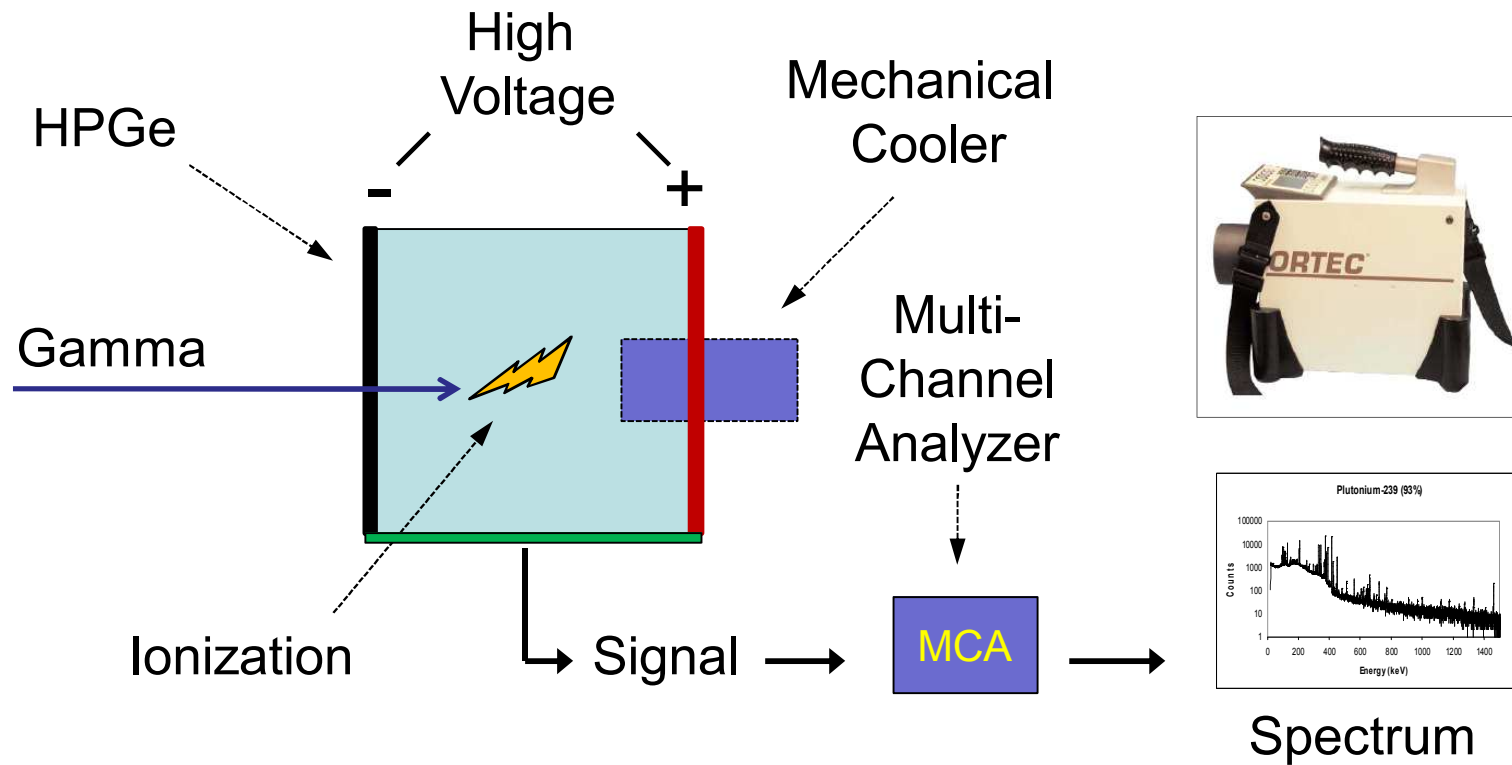 High
Voltage
HPGe
Mechanical
Cooler
- +
ORTEC
Gamma
Multi-
Channel
Analyzer
Plutonium-239 (93%)
100000
10000
1000
100
10
1
Counts
0 200 400 600 800 1000 1200 1400
Energy (keV)
Ionization
Signal
MCA
Spectrum